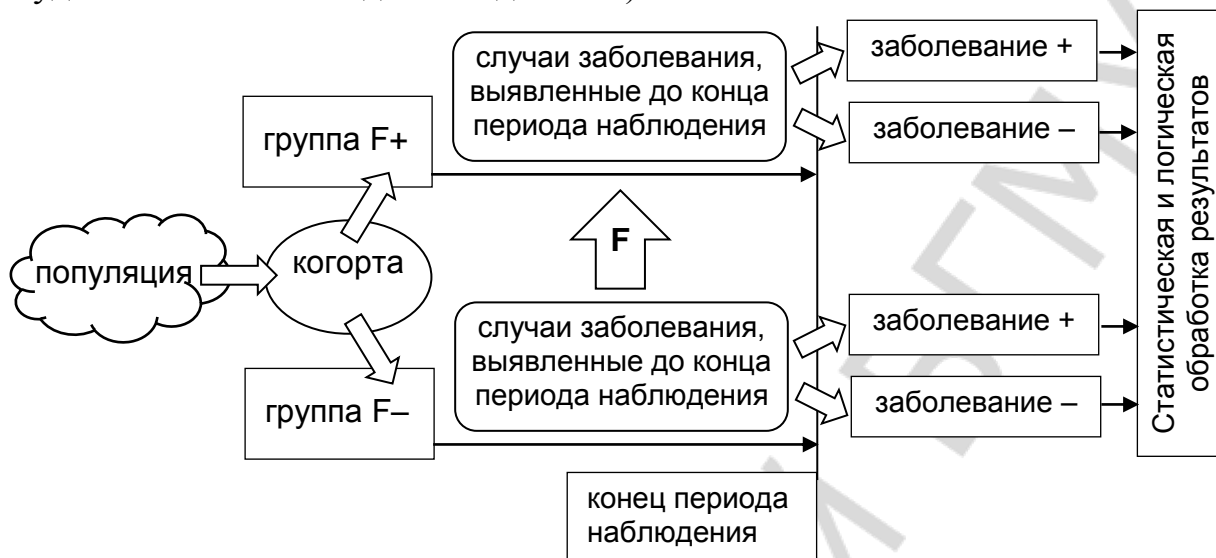 случаи заболевания,
выявленные до конца
периода наблюдения
заболевание +
заболевание –
группа F+
F
популяция
когорта
случаи заболевания,
выявленные до конца
периода наблюдения
заболевание +
заболевание –
группа F–
конец периода
наблюдения
Статистическая и логическая
обработка результатов